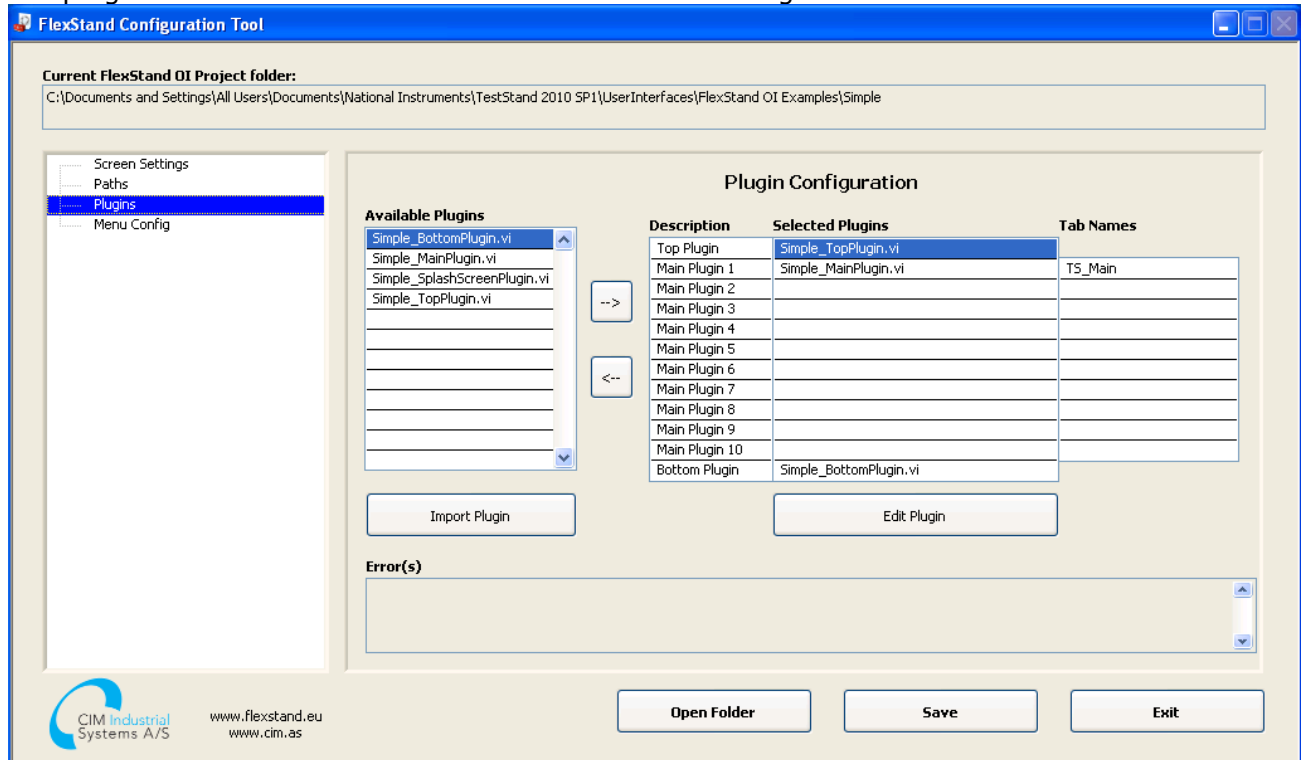 FlexStand Configuration Tool
Current FlexStand OI Project folder:
C:\Documents and Settings\All Users\Documents\National Instruments\TestStand 2010 SP1\UserInterfaces\FlexStand OI Examples\Simple
Screen Settings
Paths
Plugins
Menu Config
Plugin Configuration
Available Plugins
Simple_BottomPlugin.vi
Simple_MainPlugin.vi
Simple_SplashScreenPlugin.vi
Simple_TopPlugin.vi
-->
<--
Description Selected Plugins Tab Names
Top Plugin Simple_TopPlugin.vi
Main Plugin 1 Simple_MainPlugin.vi TS_Main
Main Plugin 2
Main Plugin 3
Main Plugin 4
Main Plugin 5
Main Plugin 6
Main Plugin 7
Main Plugin 8
Main Plugin 9
Main Plugin 10
Bottom Plugin Simple_BottomPlugin.vi
Import Plugin
Edit Plugin
Error(s)
CIM Industrial
Systems A/S
www.flexstand.eu
www.cim.as
Open Folder
Save
Exit